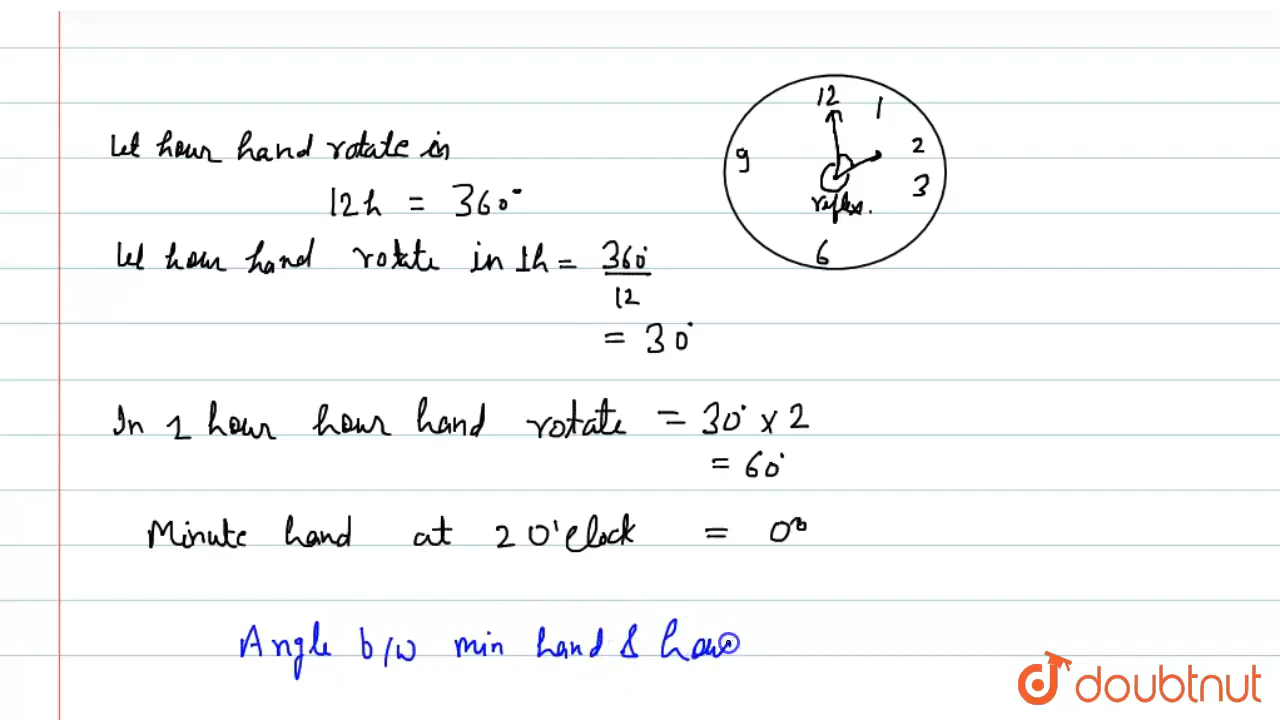 12
1
2
9
3
reflex.
6
Let hour hand rotate in
12h = 360°
Let hour hand rotate in 1h = 360°
12
= 30°
In 2 hour hour hand rotate = 30° x 2
= 60°
Minute hand at 2 O'clock = 0°
Angle b/w min hand & hour
doubtnut